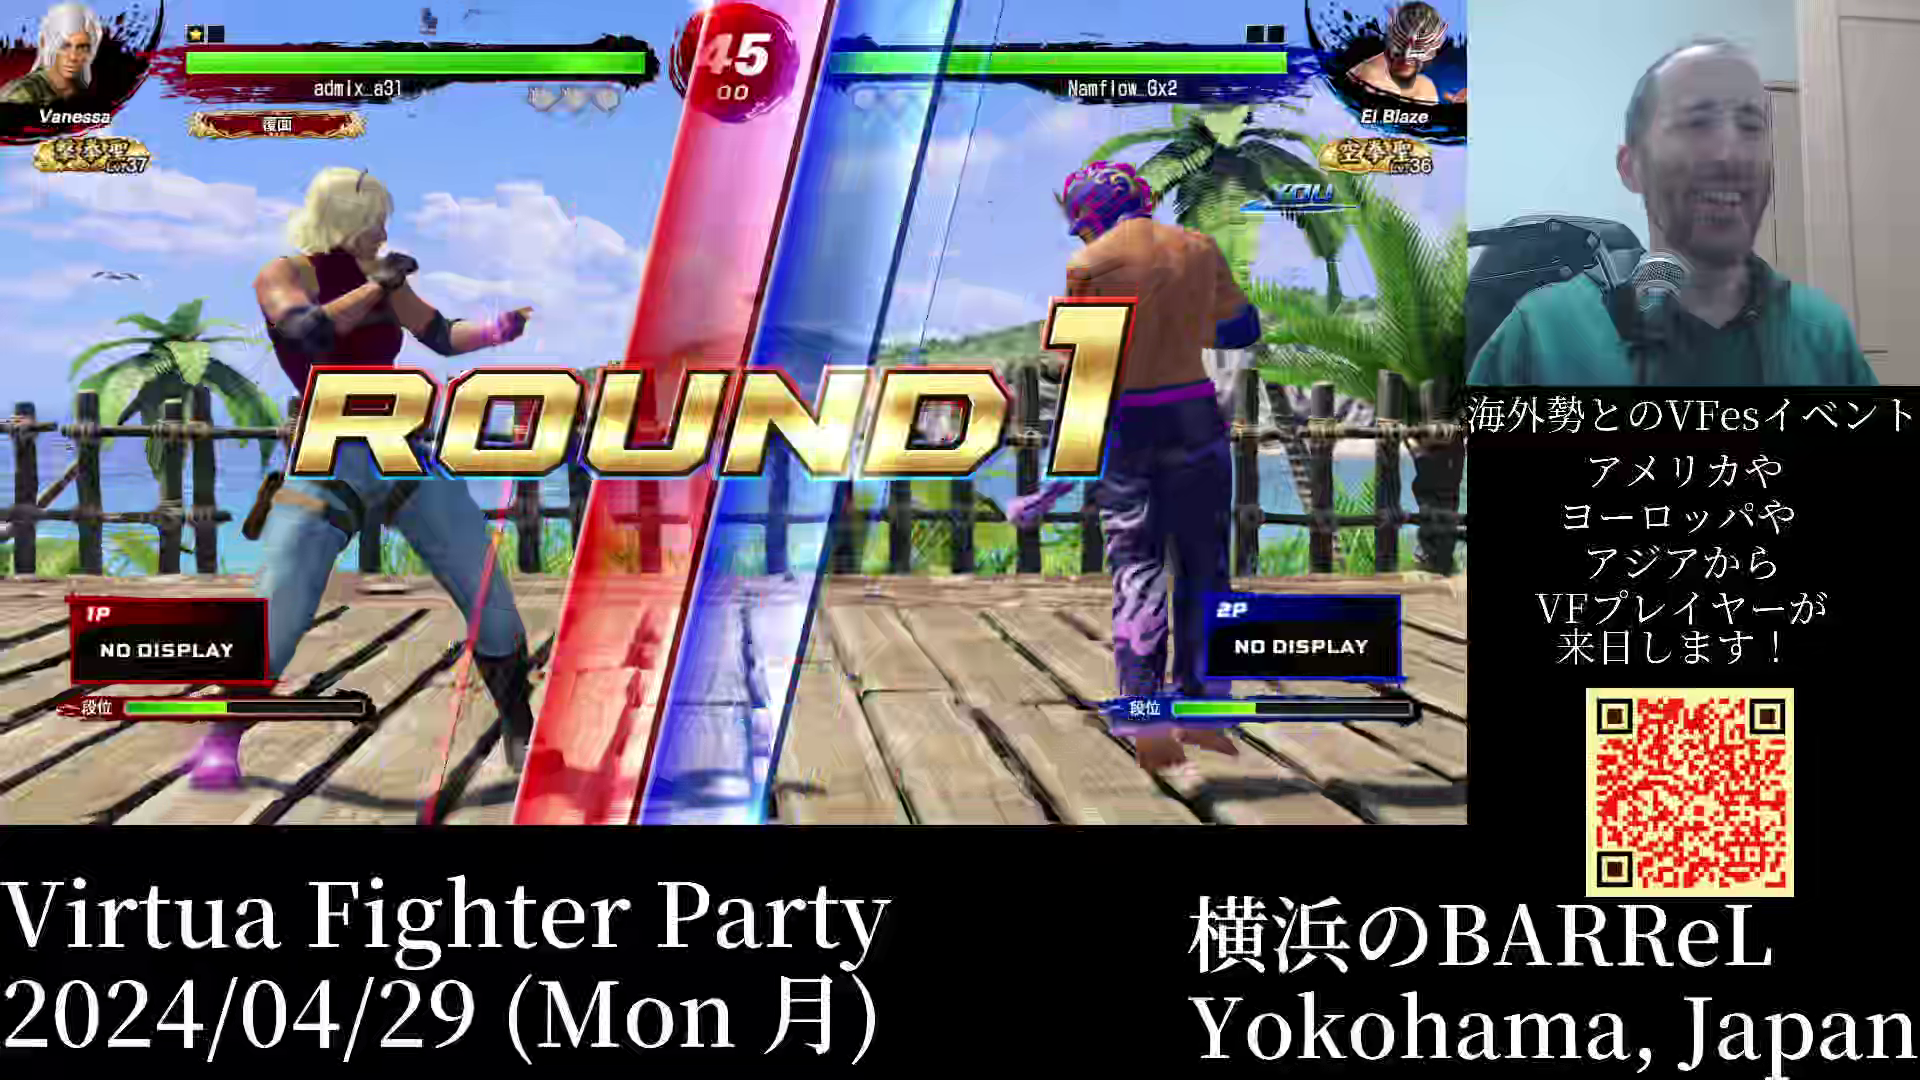 45
00
admix_a31
Namflow_Gx2
Vanessa
覆面
El Blaze
拳聖 Lv.37
空拳聖 Lv.36
YOU
ROUND 1
1P
NO DISPLAY
段位
2P
NO DISPLAY
段位
海外勢とのVFesイベント
アメリカや
ヨーロッパや
アジアから
VFプレイヤーが
来日します！
Virtua Fighter Party
2024/04/29 (Mon 月)
横浜のBARReL
Yokohama, Japan